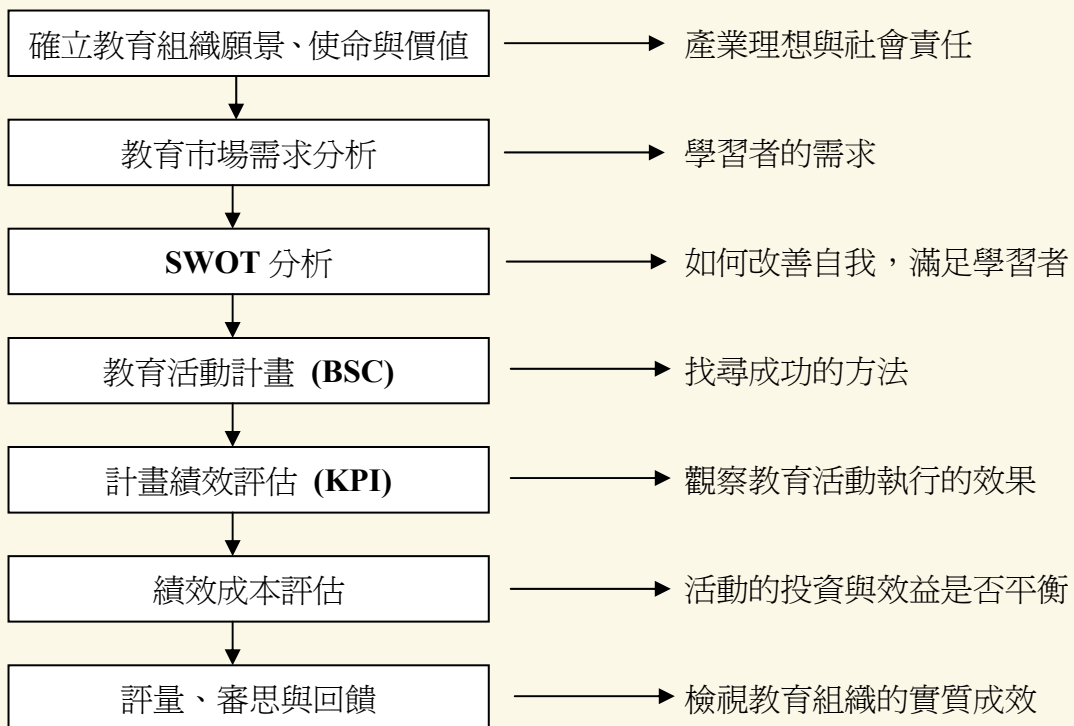 確立教育組織願景、使命與價值
產業理想與社會責任
教育市場需求分析
學習者的需求
SWOT 分析
如何改善自我，滿足學習者
教育活動計畫 (BSC)
找尋成功的方法
計畫績效評估 (KPI)
觀察教育活動執行的效果
績效成本評估
活動的投資與效益是否平衡
評量、審思與回饋
檢視教育組織的實質成效